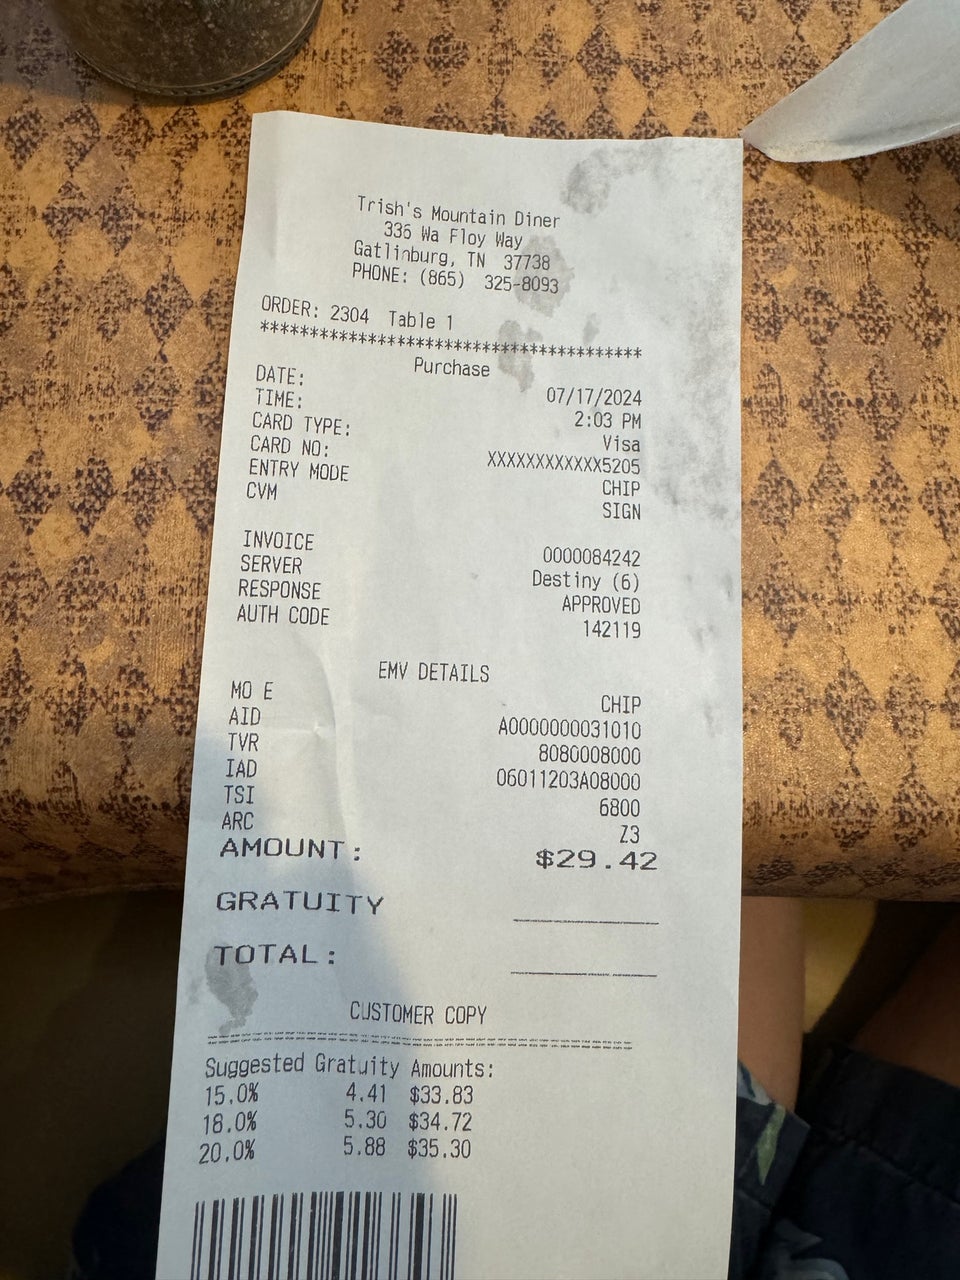 Trish's Mountain Diner
335 Wa Floy Way
Gatlinburg, TN 37738
PHONE: (865) 325-8093
ORDER: 2304 Table 1
***************************************
Purchase
DATE: 07/17/2024
TIME: 2:03 PM
CARD TYPE: Visa
CARD NO: XXXXXXXXXXXX5205
ENTRY MODE CHIP
CVM SIGN
INVOICE 0000084242
SERVER Destiny (6)
RESPONSE APPROVED
AUTH CODE 142119
EMV DETAILS
MO E CHIP
AID A0000000031010
TVR 8080008000
IAD 06011203A08000
TSI 6800
ARC Z3
AMOUNT: $29.42
GRATUITY
TOTAL:
CUSTOMER COPY
Suggested Gratuity Amounts:
15.0% 4.41 $33.83
18.0% 5.30 $34.72
20.0% 5.88 $35.30